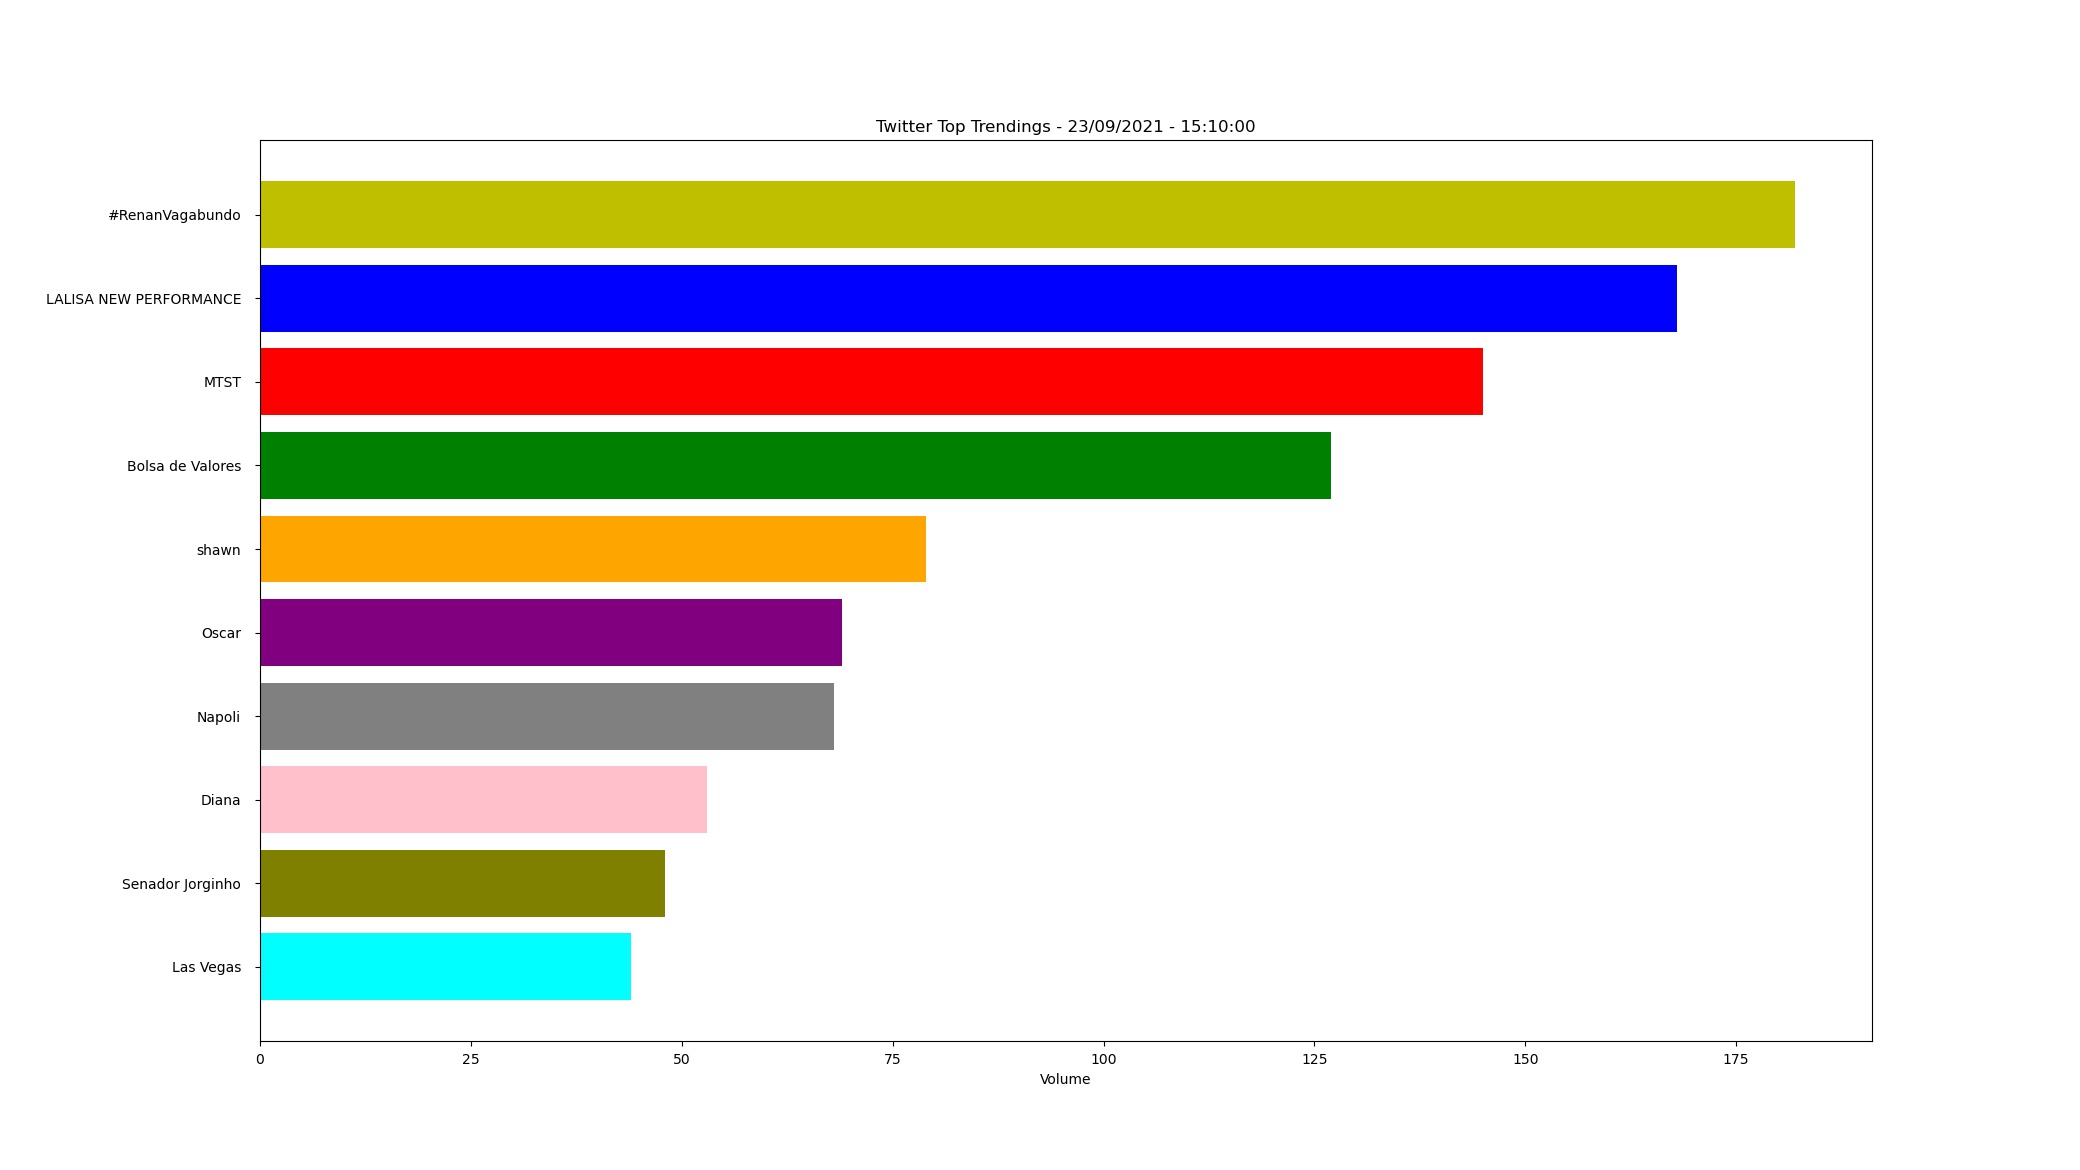 Twitter Top Trendings - 23/09/2021 - 15:10:00
#RenanVagabundo
LALISA NEW PERFORMANCE
MTST
Bolsa de Valores
shawn
Oscar
Napoli
Diana
Senador Jorginho
Las Vegas
0 25 50 75 100 125 150 175
Volume